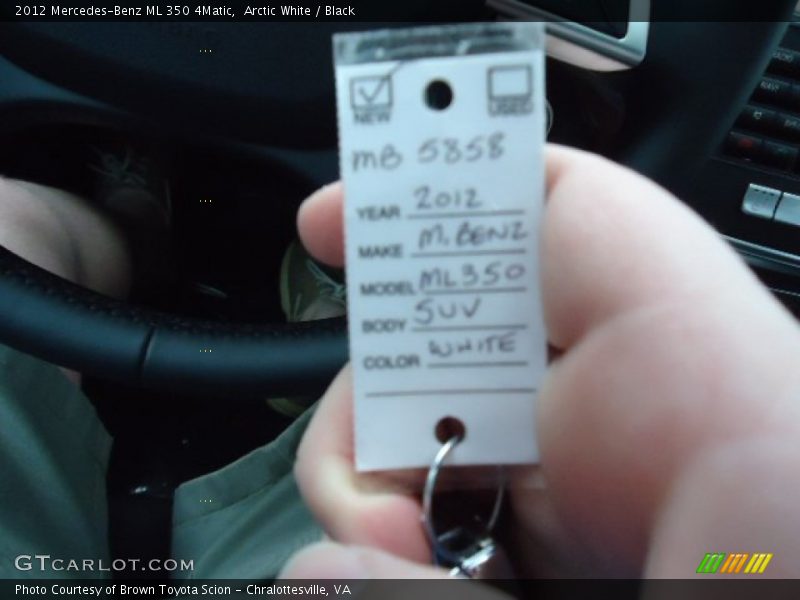 2012 Mercedes-Benz ML 350 4Matic,  Arctic White / Black
NEW USED
MB 5858
YEAR 2012
MAKE M. BENZ
MODEL ML350
BODY SUV
COLOR WHITE
GTCARLOT.COM
Photo Courtesy of Brown Toyota Scion - Chralottesville, VA